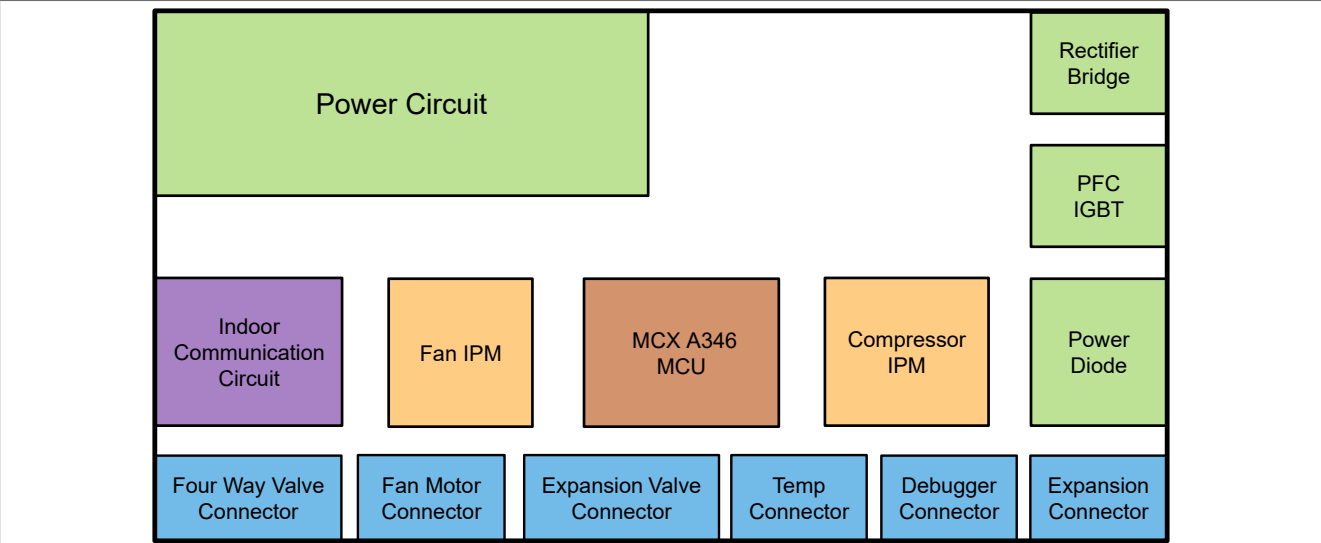 Power Circuit
Rectifier
Bridge
PFC
IGBT
Indoor
Communication
Circuit
Fan IPM
MCX A346
MCU
Compressor
IPM
Power
Diode
Four Way Valve
Connector
Fan Motor
Connector
Expansion Valve
Connector
Temp
Connector
Debugger
Connector
Expansion
Connector